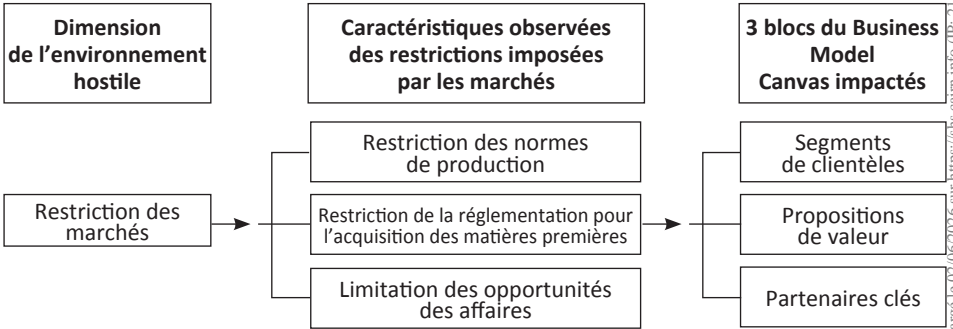 Dimension
de l'environnement
hostile
Caractéristiques observées
des restrictions imposées
par les marchés
3 blocs du Business
Model
Canvas impactés
Restriction des
marchés
Restriction des normes
de production
Restriction de la réglementation pour
l'acquisition des matières premières
Limitation des opportunités
des affaires
Segments
de clientèles
Propositions
de valeur
Partenaires clés